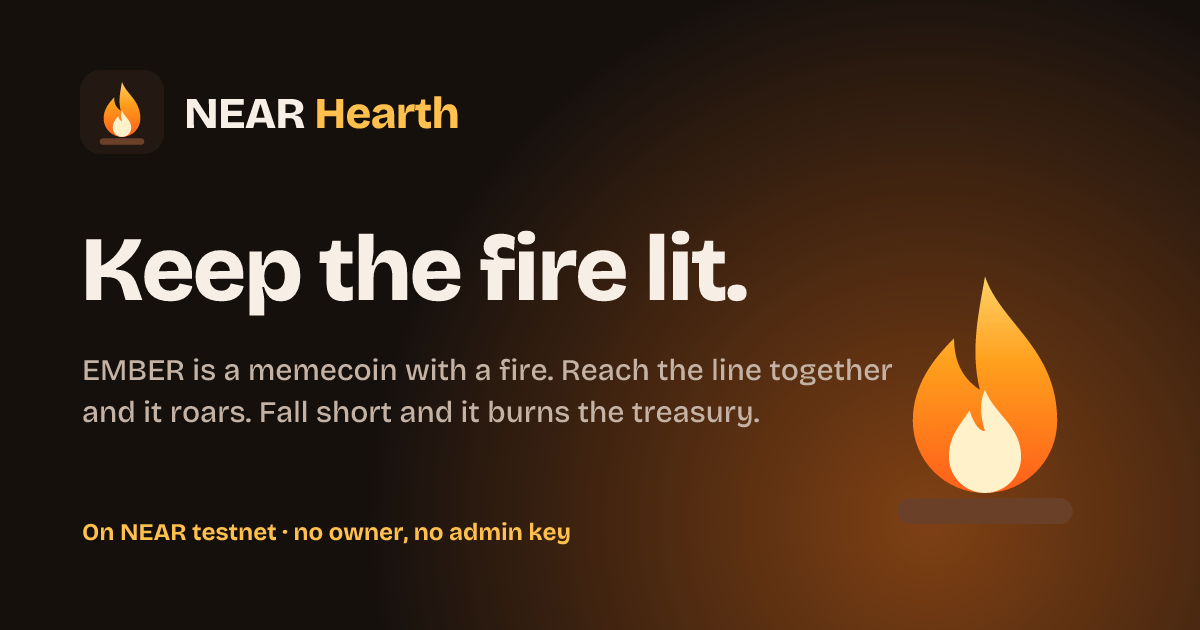 NEAR Hearth
Keep the fire lit.
EMBER is a memecoin with a fire. Reach the line together
and it roars. Fall short and it burns the treasury.
On NEAR testnet · no owner, no admin key